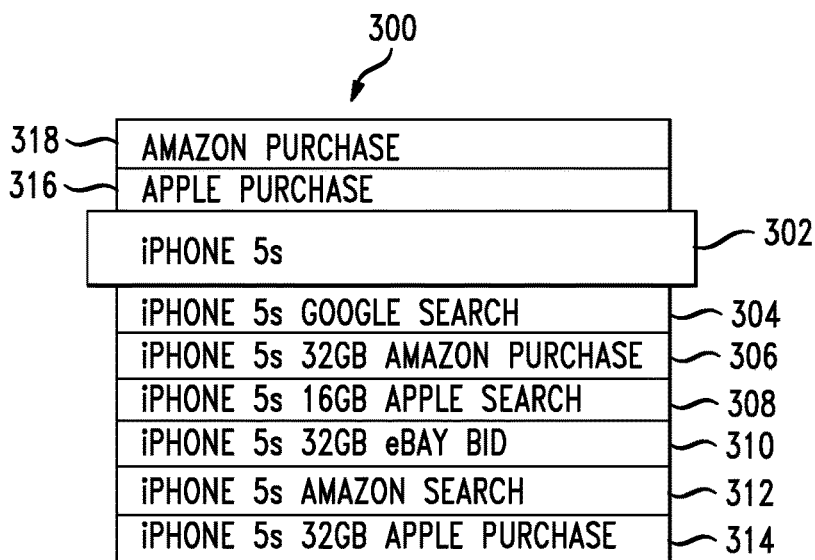 300
318 AMAZON PURCHASE
316 APPLE PURCHASE
iPHONE 5s 302
iPHONE 5s GOOGLE SEARCH 304
iPHONE 5s 32GB AMAZON PURCHASE 306
iPHONE 5s 16GB APPLE SEARCH 308
iPHONE 5s 32GB eBAY BID 310
iPHONE 5s AMAZON SEARCH 312
iPHONE 5s 32GB APPLE PURCHASE 314